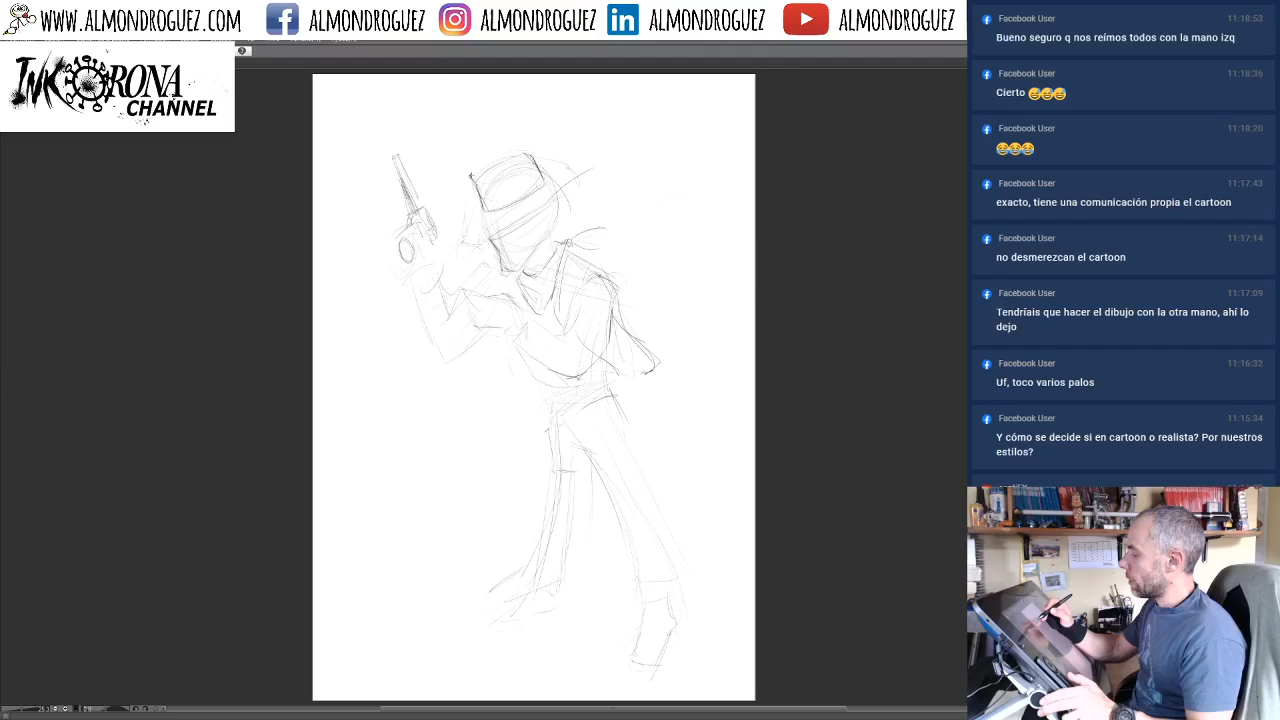 WWW.ALMONDROGUEZ.COM
ALMONDROGUEZ
ALMONDROGUEZ
ALMONDROGUEZ
ALMONDROGUEZ
INKORONA
CHANNEL
Facebook User 11:18:53
Bueno seguro q nos reímos todos con la mano izq
Facebook User 11:18:36
Cierto 😅😅😅
Facebook User 11:18:20
😂😂😂
Facebook User 11:17:43
exacto, tiene una comunicación propia el cartoon
Facebook User 11:17:14
no desmerezcan el cartoon
Facebook User 11:17:09
Tendríais que hacer el dibujo con la otra mano, ahí lo
dejo
Facebook User 11:16:32
Uf, toco varios palos
Facebook User 11:15:34
Y cómo se decide si en cartoon o realista? Por nuestros
estilos?